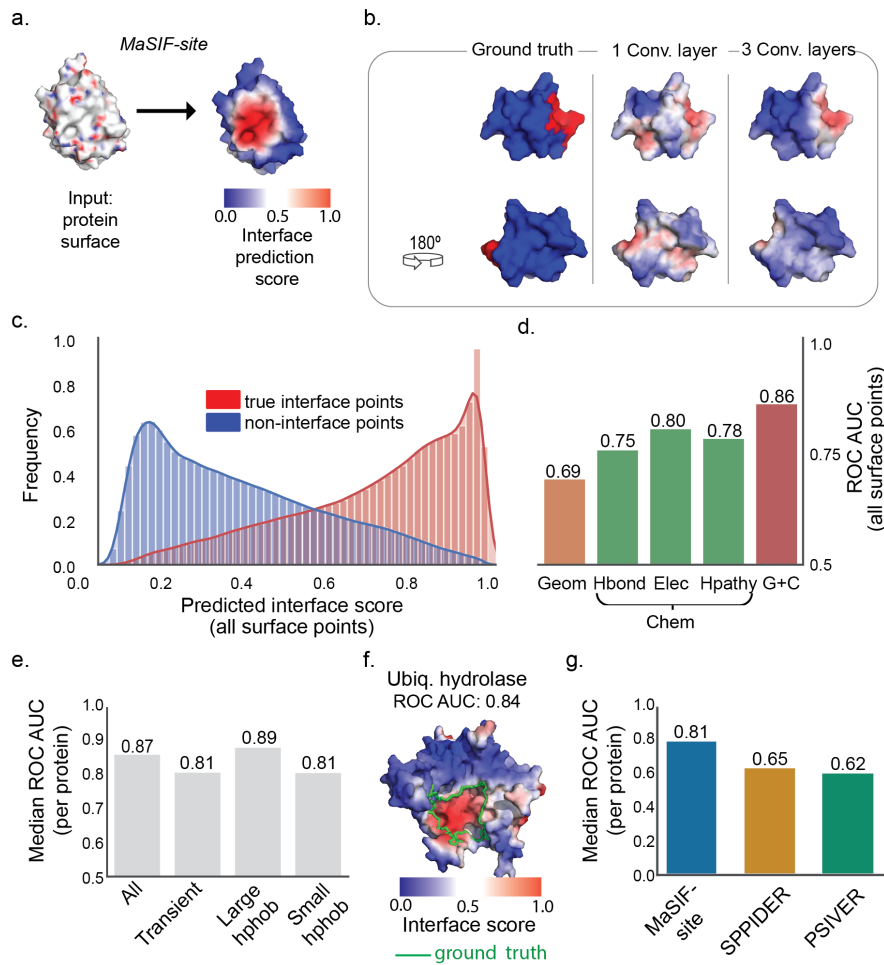 a.
MaSIF-site
Input:
protein
surface
0.0 0.5 1.0
Interface
prediction
score
b.
Ground truth
1 Conv. layer
3 Conv. layers
180º
c.
1.0
0.8
0.6
0.4
0.2
0.0
Frequency
true interface points
non-interface points
0.0 0.2 0.4 0.6 0.8 1.0
Predicted interface score
(all surface points)
d.
1.0
0.75
0.5
ROC AUC
(all surface points)
0.69
0.75
0.80
0.78
0.86
Geom Hbond Elec Hpathy G+C
Chem
e.
Median ROC AUC
(per protein)
1.0
0.9
0.8
0.7
0.6
0.5
0.87
0.81
0.89
0.81
All
Transient
Large
hphob
Small
hphob
f.
Ubiq. hydrolase
ROC AUC: 0.84
0.0 0.5 1.0
Interface score
ground truth
g.
Median ROC AUC
(per protein)
1.0
0.8
0.6
0.4
0.2
0.0
0.81
0.65
0.62
MaSIF-
site
SPPIDER
PSIVER